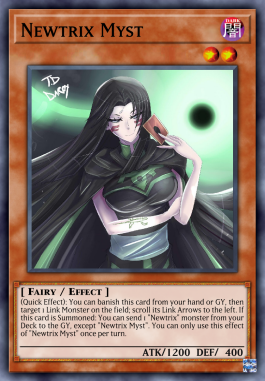 Newtrix Myst
DARK
闇
TD
Duccy
[ Fairy / Effect ]
(Quick Effect): You can banish this card from your hand or GY, then
target 1 Link Monster on the field; scroll its Link Arrows to the left. If
this card is Summoned: You can send 1 "Newtrix" monster from your
Deck to the GY, except "Newtrix Myst". You can only use this effect
of "Newtrix Myst" once per turn.
ATK/1200 DEF/ 400